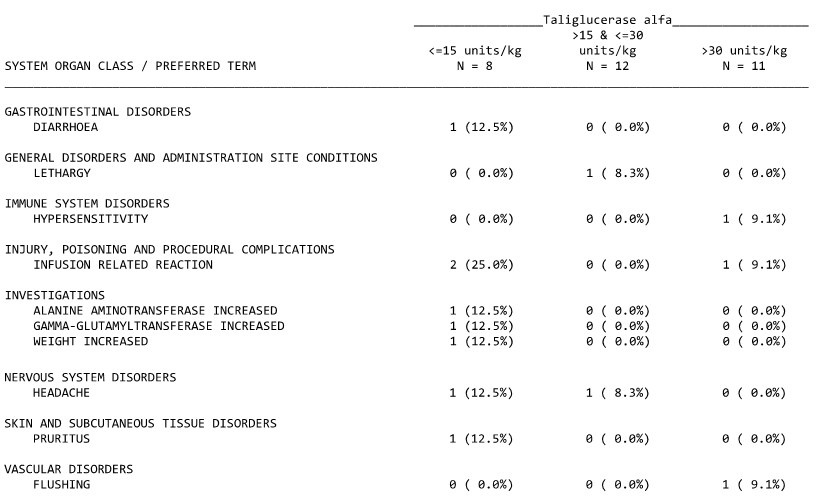 Taliglucerase alfa
>15 & <=30
<=15 units/kg units/kg >30 units/kg
SYSTEM ORGAN CLASS / PREFERRED TERM N = 8 N = 12 N = 11
GASTROINTESTINAL DISORDERS
DIARRHOEA 1 (12.5%) 0 ( 0.0%) 0 ( 0.0%)
GENERAL DISORDERS AND ADMINISTRATION SITE CONDITIONS
LETHARGY 0 ( 0.0%) 1 ( 8.3%) 0 ( 0.0%)
IMMUNE SYSTEM DISORDERS
HYPERSENSITIVITY 0 ( 0.0%) 0 ( 0.0%) 1 ( 9.1%)
INJURY, POISONING AND PROCEDURAL COMPLICATIONS
INFUSION RELATED REACTION 2 (25.0%) 0 ( 0.0%) 1 ( 9.1%)
INVESTIGATIONS
ALANINE AMINOTRANSFERASE INCREASED 1 (12.5%) 0 ( 0.0%) 0 ( 0.0%)
GAMMA-GLUTAMYLTRANSFERASE INCREASED 1 (12.5%) 0 ( 0.0%) 0 ( 0.0%)
WEIGHT INCREASED 1 (12.5%) 0 ( 0.0%) 0 ( 0.0%)
NERVOUS SYSTEM DISORDERS
HEADACHE 1 (12.5%) 1 ( 8.3%) 0 ( 0.0%)
SKIN AND SUBCUTANEOUS TISSUE DISORDERS
PRURITUS 1 (12.5%) 0 ( 0.0%) 0 ( 0.0%)
VASCULAR DISORDERS
FLUSHING 0 ( 0.0%) 0 ( 0.0%) 1 ( 9.1%)